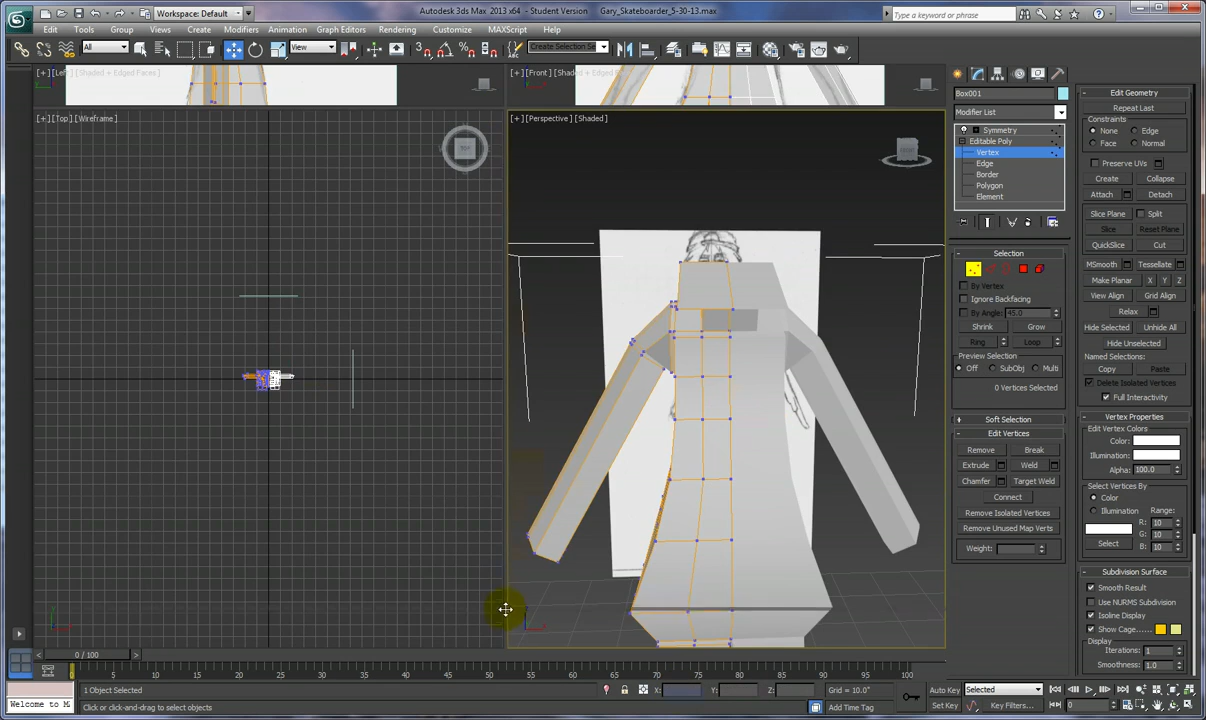 Workspace: Default
Autodesk 3ds Max 2013 x64 - Student Version Gary_Skateboarder_5-30-13.max
Type a keyword or phrase
Edit Tools Group Views Create Modifiers Animation Graph Editors Rendering Customize MAXScript Help
All View Create Selection Se
[+][Left][Shaded + Edged Faces]
[+][Front][Shaded + Edged Faces]
[+][Top][Wireframe]
[+][Perspective][Shaded]
Box001
Modifier List
Symmetry
Editable Poly
Vertex
Edge
Border
Polygon
Element
Selection
By Vertex
Ignore Backfacing
By Angle: 45.0
Shrink Grow
Ring Loop
Preview Selection
Off SubObj Multi
0 Vertices Selected
Soft Selection
Edit Vertices
Remove Break
Extrude Weld
Chamfer Target Weld
Connect
Remove Isolated Vertices
Remove Unused Map Verts
Weight:
Edit Geometry
Repeat Last
Constraints
None Edge
Face Normal
Preserve UVs
Create Collapse
Attach Detach
Slice Plane Split
Slice Reset Plane
QuickSlice Cut
MSmooth Tessellate
Make Planar X Y Z
View Align Grid Align
Relax
Hide Selected Unhide All
Hide Unselected
Named Selections:
Copy Paste
Delete Isolated Vertices
Full Interactivity
Vertex Properties
Edit Vertex Colors
Color:
Illumination:
Alpha: 100.0
Select Vertices By
Color
Illumination
Range:
R: 10
G: 10
B: 10
Select
Subdivision Surface
Smooth Result
Use NURMS Subdivision
Isoline Display
Show Cage......
Display
Iterations: 1
Smoothness: 1.0
0 / 100
0 5 10 15 20 25 30 35 40 45 50 55 60 65 70 75 80 85 90 95 100
1 Object Selected X: Y: Z: Grid = 10.0" Auto Key Selected
Welcome to M Click or click-and-drag to select objects Add Time Tag Set Key Key Filters... 0